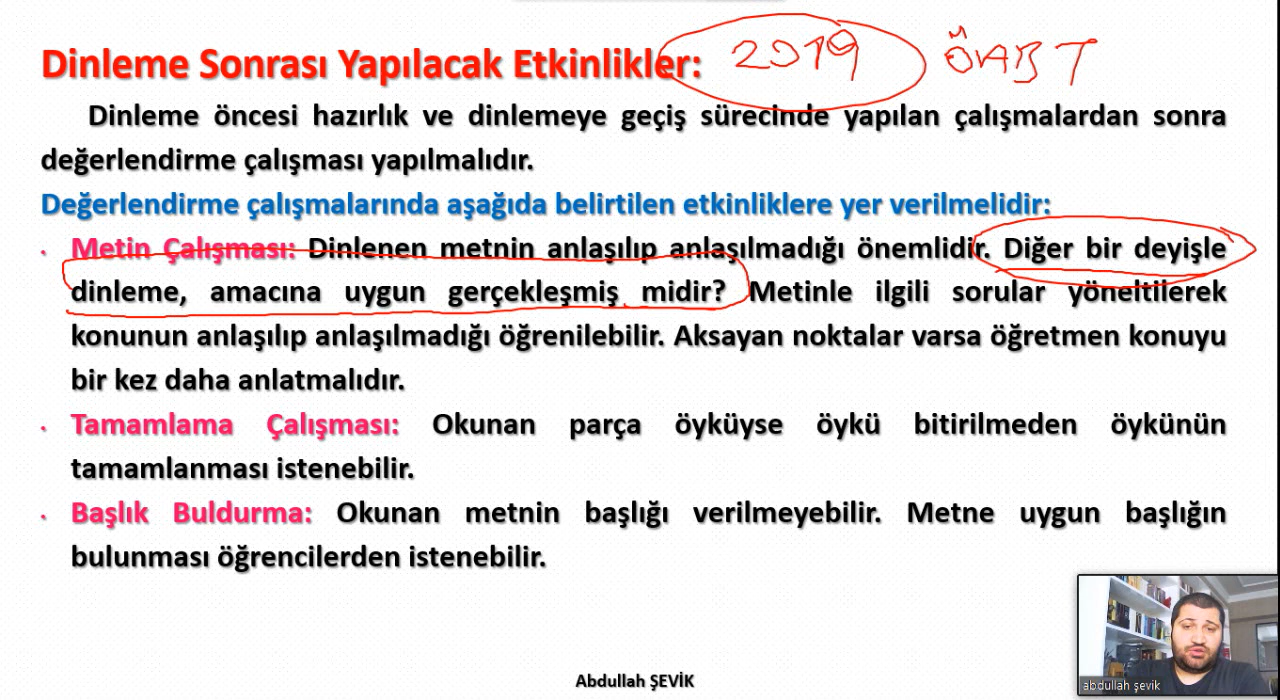 Dinleme Sonrası Yapılacak Etkinlikler: 2019 ÖABT
Dinleme öncesi hazırlık ve dinlemeye geçiş sürecinde yapılan çalışmalardan sonra
değerlendirme çalışması yapılmalıdır.
Değerlendirme çalışmalarında aşağıda belirtilen etkinliklere yer verilmelidir:
• Metin Çalışması: Dinlenen metnin anlaşılıp anlaşılmadığı önemlidir. Diğer bir deyişle
dinleme, amacına uygun gerçekleşmiş midir? Metinle ilgili sorular yöneltilerek
konunun anlaşılıp anlaşılmadığı öğrenilebilir. Aksayan noktalar varsa öğretmen konuyu
bir kez daha anlatmalıdır.
• Tamamlama Çalışması: Okunan parça öyküyse öykü bitirilmeden öykünün
tamamlanması istenebilir.
• Başlık Buldurma: Okunan metnin başlığı verilmeyebilir. Metne uygun başlığın
bulunması öğrencilerden istenebilir.
Abdullah ŞEVİK
abdullah şevik